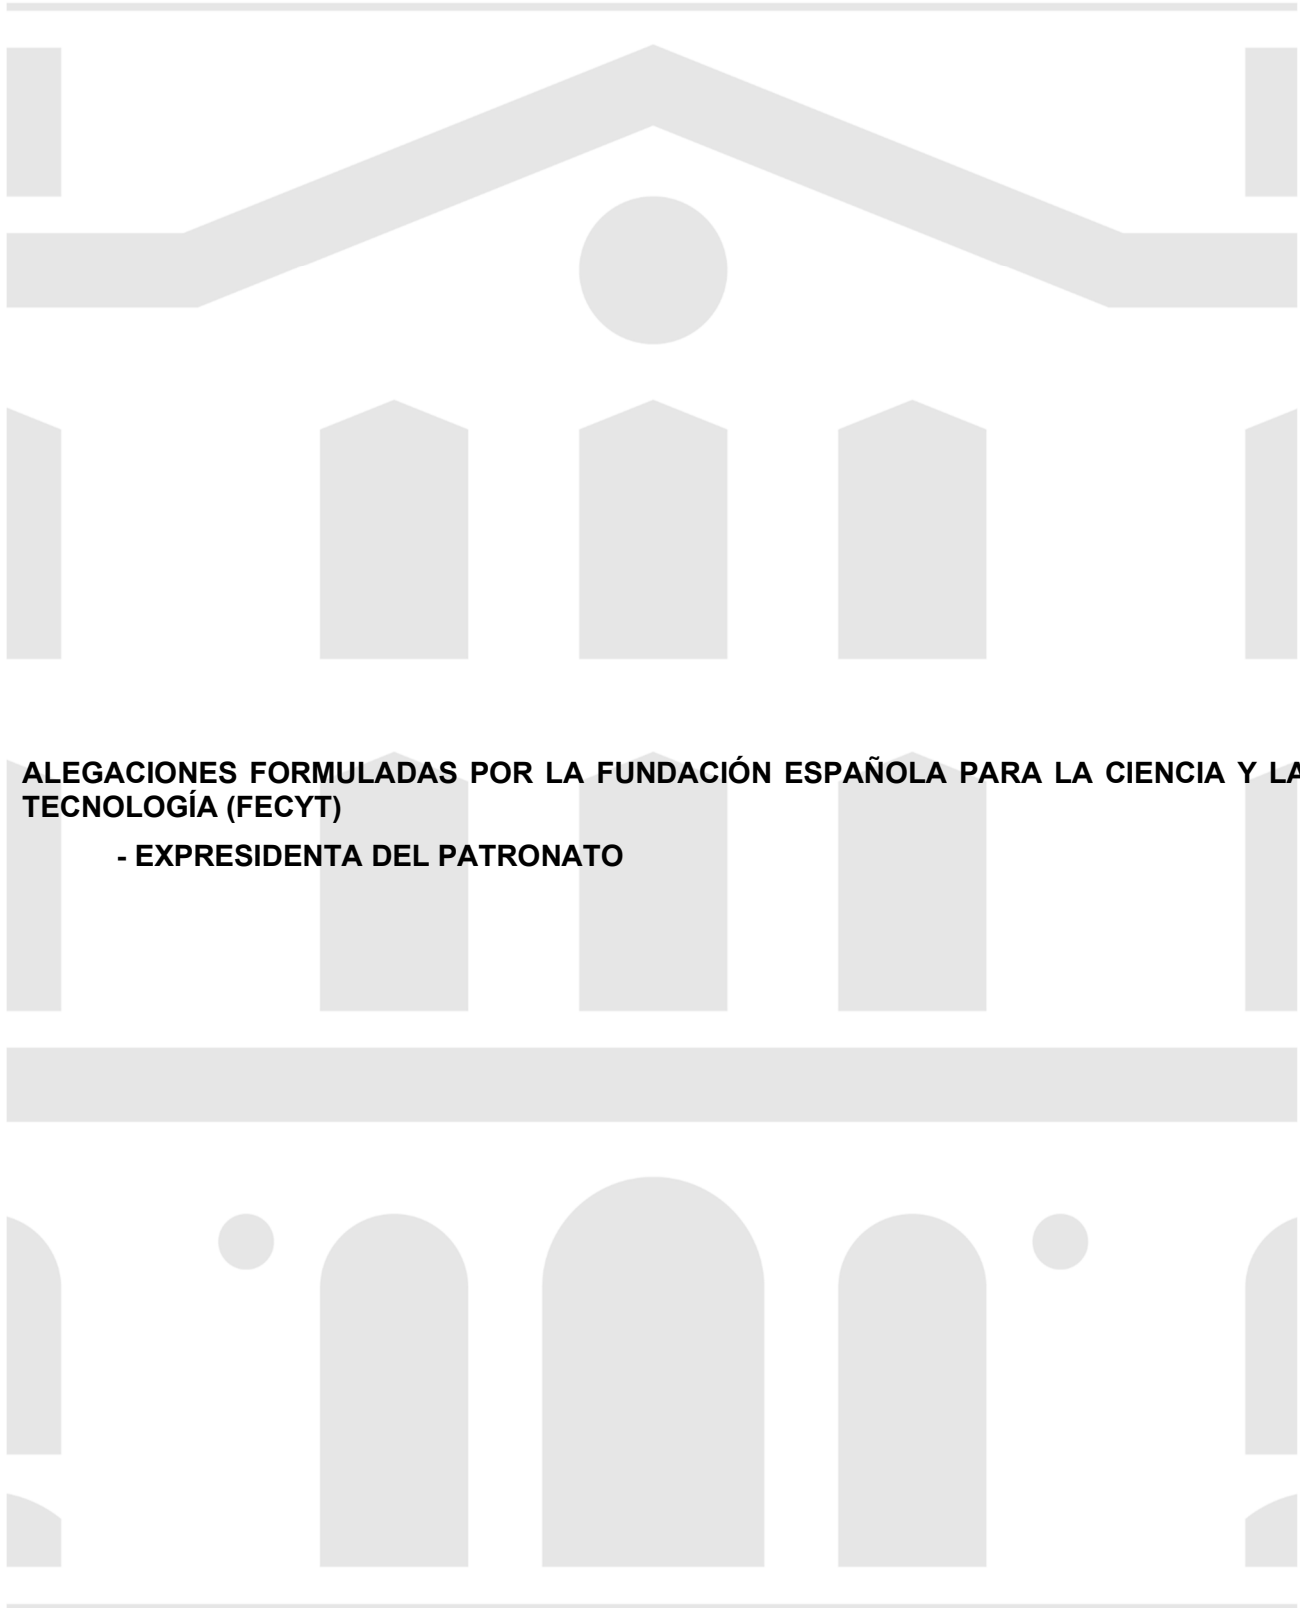 ALEGACIONES FORMULADAS POR LA FUNDACIÓN ESPAÑOLA PARA LA CIENCIA Y LA
TECNOLOGÍA (FECYT)
- EXPRESIDENTA DEL PATRONATO